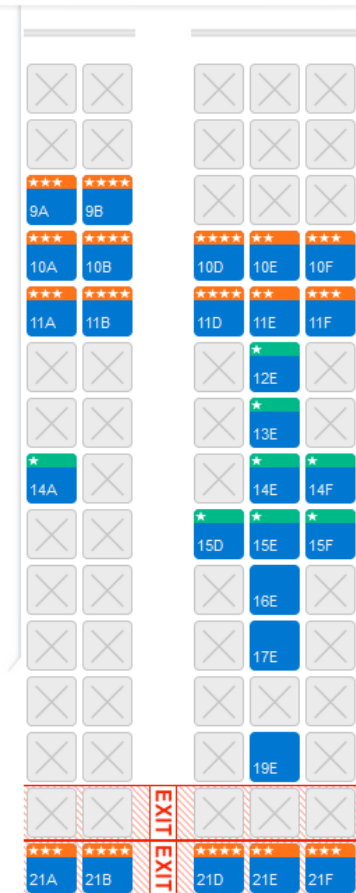 9A 9B
10A 10B 10D 10E 10F
11A 11B 11D 11E 11F
12E
13E
14A 14E 14F
15D 15E 15F
16E
17E
19E
EXIT
21A 21B EXIT 21D 21E 21F